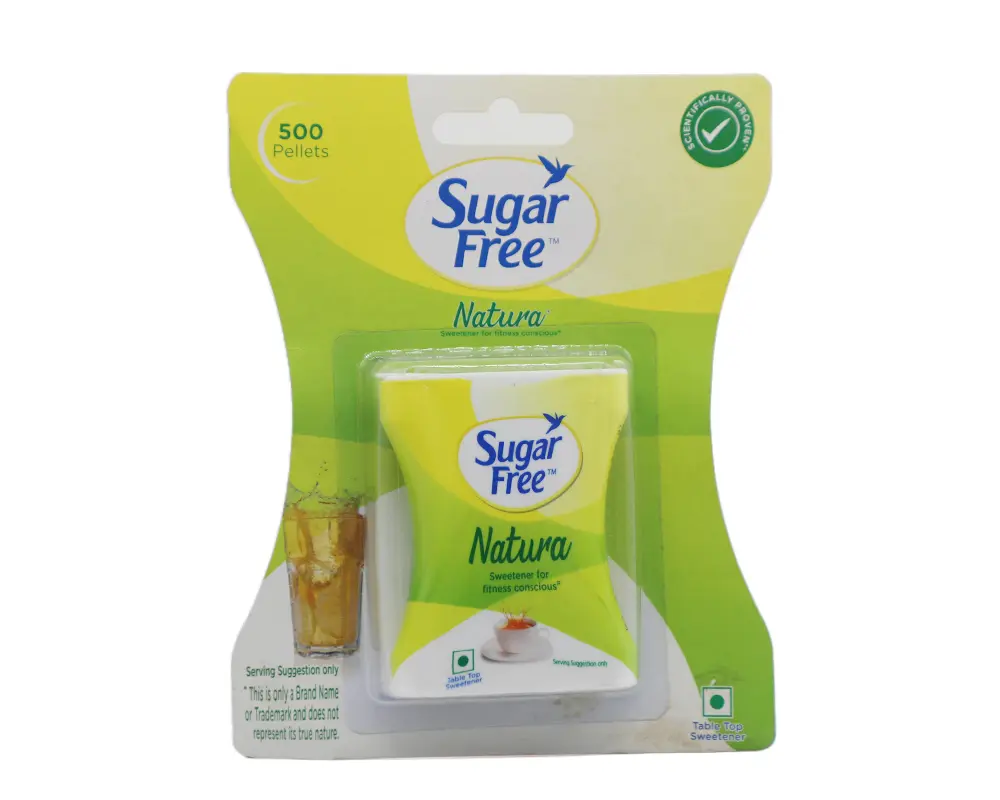 500
Pellets
SCIENTIFICALLY PROVEN**
Sugar
Free™
Natura*
Sweetener for fitness conscious*
Sugar
Free™
Natura
Sweetener for
fitness conscious*
Serving Suggestion only
Table Top
Sweetener
Serving Suggestion only
* This is only a Brand Name
or Trademark and does not
represent its true nature.
Table Top
Sweetener